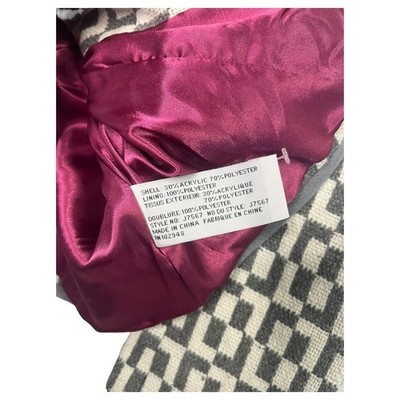 SHELL: 30%ACRYLIC 70%POLYESTER
LINING:100%POLYESTER
TISSUS EXTERIEUR: 30%ACRYLIQUE
70%POLYESTER
DOUBLURE:100%POLYESTER
STYLE NO: J7567 NO DU STYLE: J7567
MADE IN CHINA FABRIQUE EN CHINE
RN102948